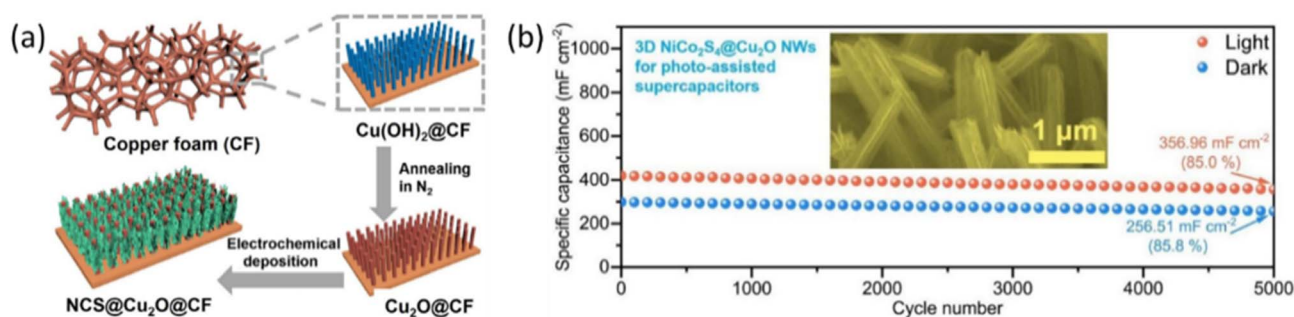 (a)
Copper foam (CF)
Cu(OH)₂@CF
Annealing
in N₂
Cu₂O@CF
Electrochemical
deposition
NCS@Cu₂O@CF
(b)
Specific capacitance (mF cm⁻²)
1000
800
600
400
200
0
3D NiCo₂S₄@Cu₂O NWs
for photo-assisted
supercapacitors
1 µm
Light
Dark
356.96 mF cm⁻²
(85.0 %)
256.51 mF cm⁻²
(85.8 %)
0 1000 2000 3000 4000 5000
Cycle number